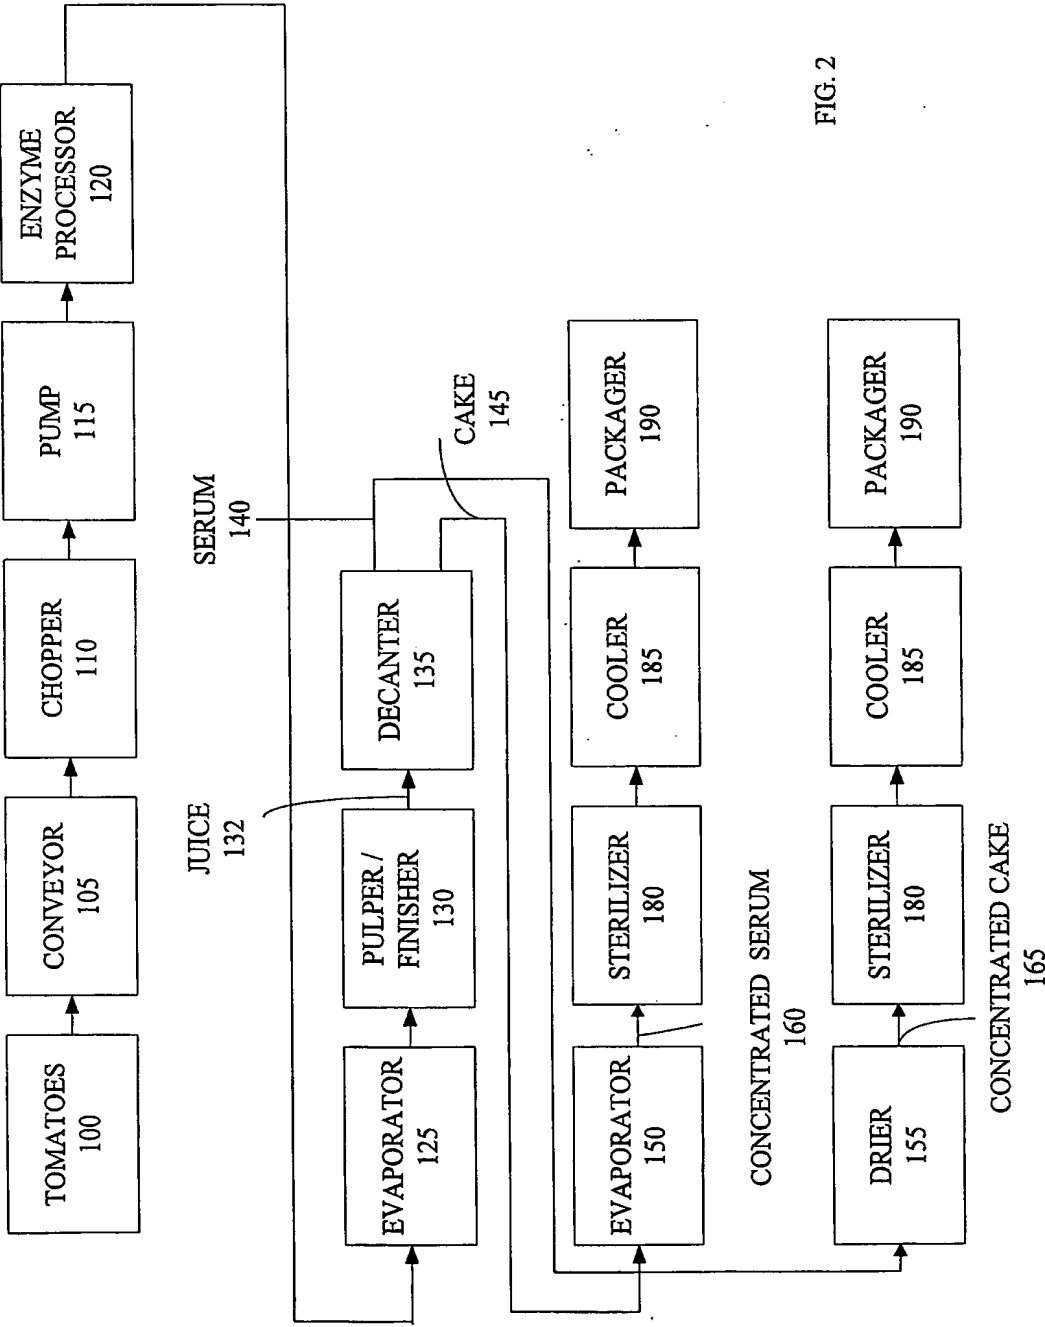 TOMATOES
100
CONVEYOR
105
CHOPPER
110
PUMP
115
ENZYME
PROCESSOR
120
JUICE
132
SERUM
140
EVAPORATOR
125
PULPER /
FINISHER
130
DECANTER
135
CAKE
145
EVAPORATOR
150
STERILIZER
180
COOLER
185
PACKAGER
190
CONCENTRATED SERUM
160
DRIER
155
STERILIZER
180
COOLER
185
PACKAGER
190
CONCENTRATED CAKE
165
FIG. 2